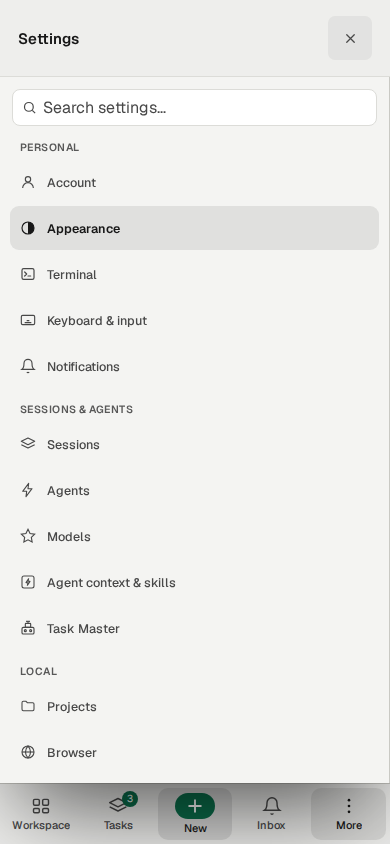 Settings
Search settings...
PERSONAL
Account
Appearance
Terminal
Keyboard & input
Notifications
SESSIONS & AGENTS
Sessions
Agents
Models
Agent context & skills
Task Master
LOCAL
Projects
Browser
3
Workspace Tasks New Inbox More